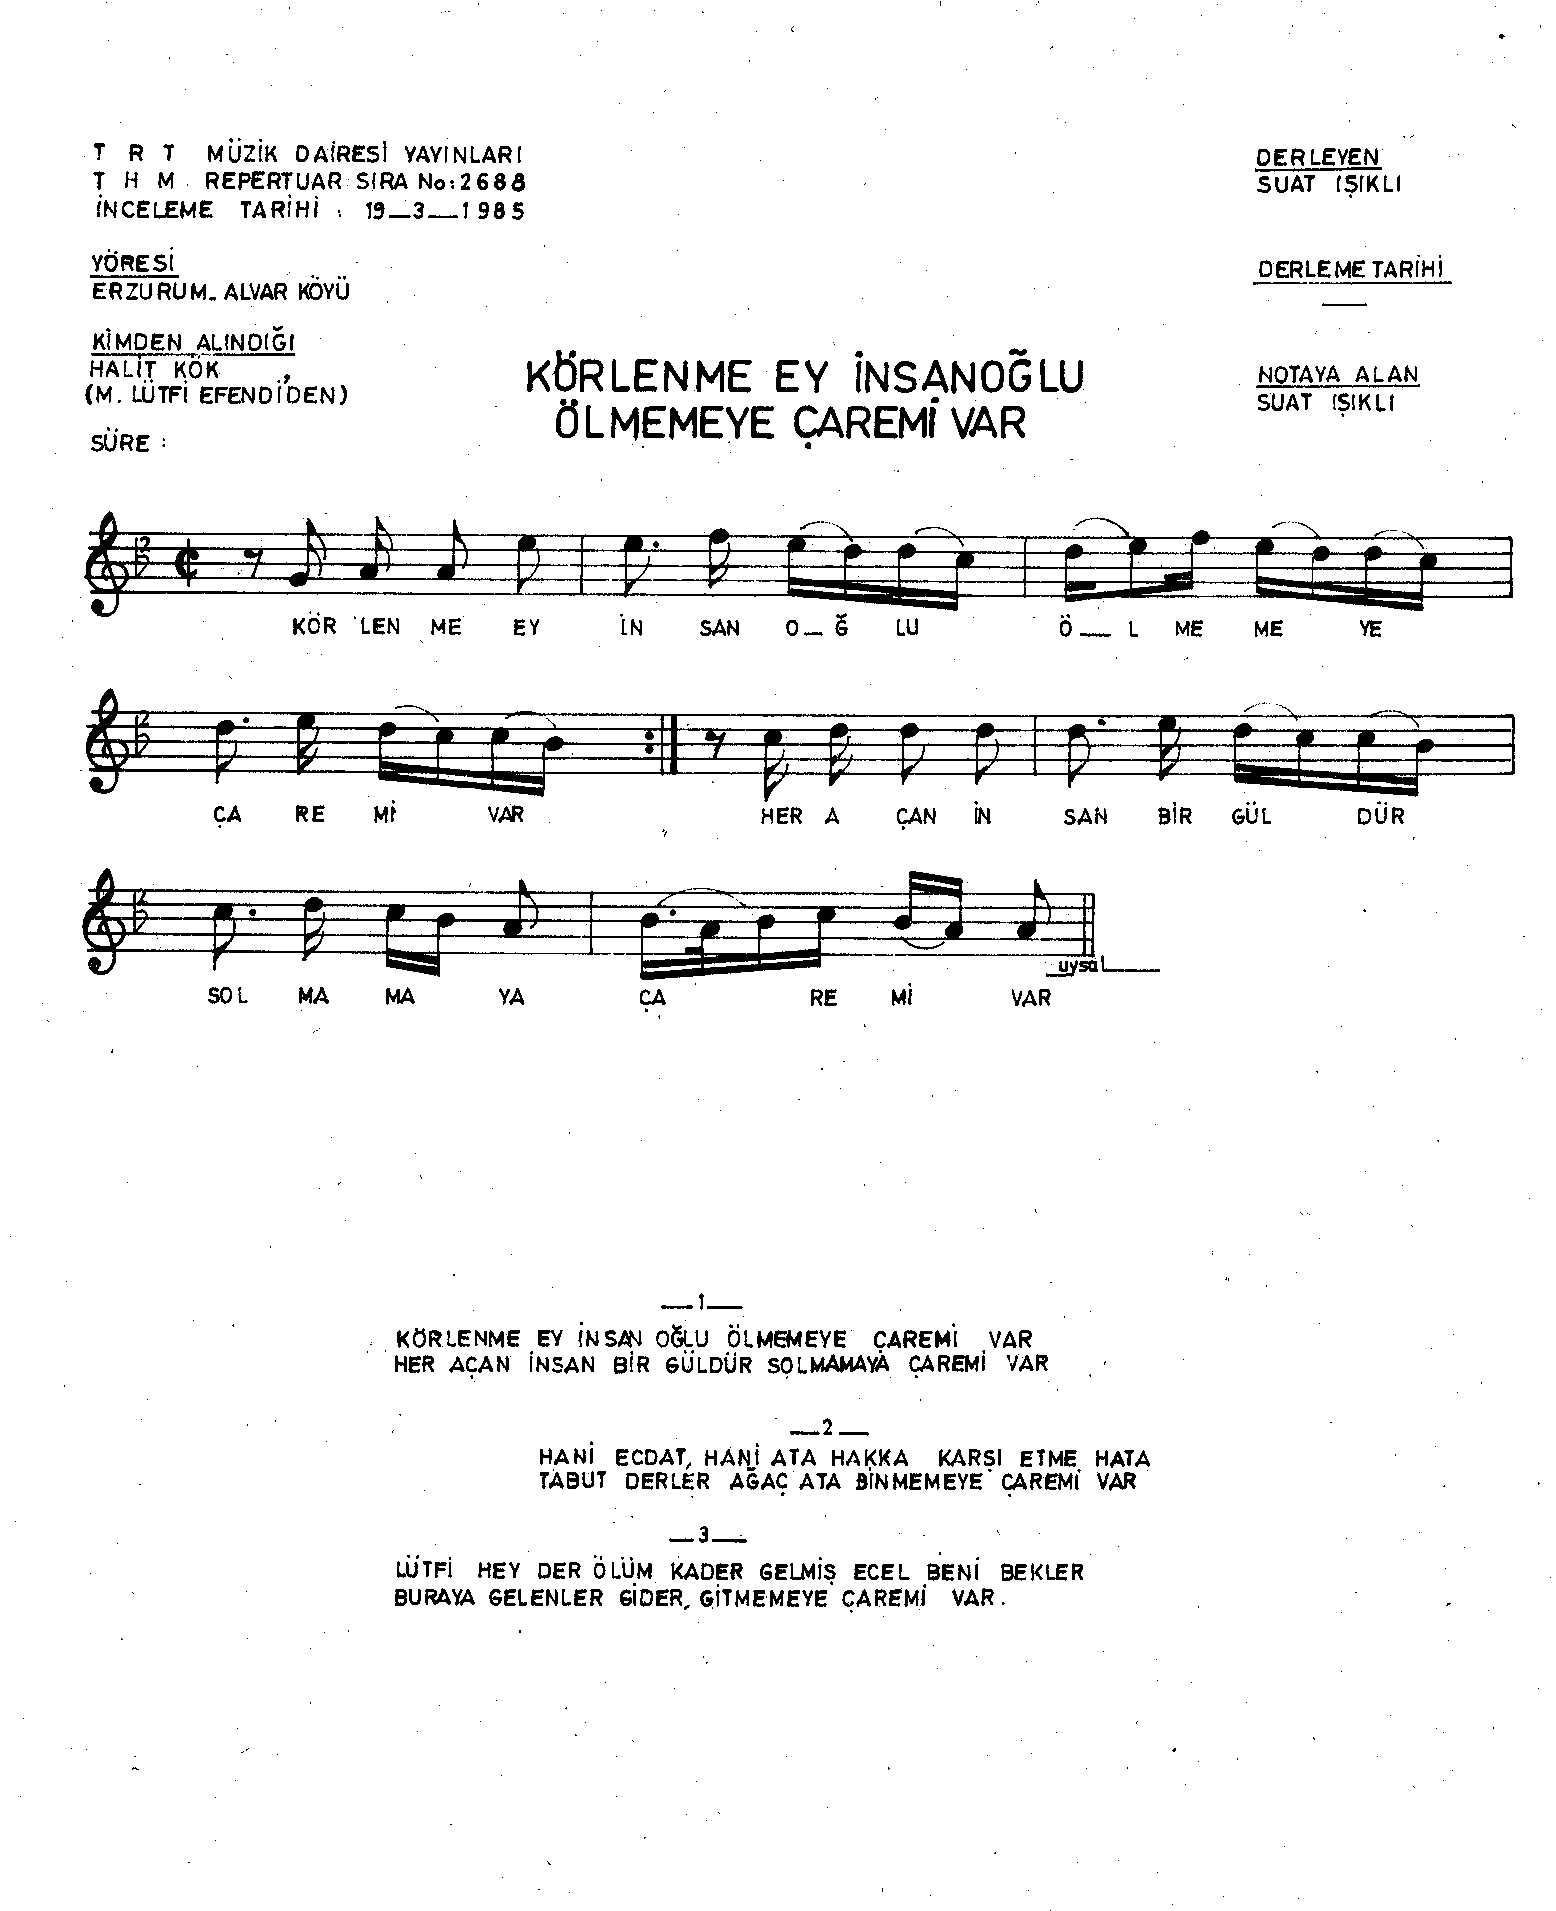 T R T MÜZİK DAİRESİ YAYINLARI
T H M REPERTUAR SIRA No:2688
İNCELEME TARİHİ : 19_3_1985
DERLEYEN
SUAT IŞIKLI
YÖRESİ
ERZURUM_ ALVAR KÖYÜ
DERLEME TARİHİ
KİMDEN ALINDIĞI
HALİT KÖK
(M. LÜTFİ EFENDİ'DEN)
NOTAYA ALAN
SUAT IŞIKLI
SÜRE :
KÖRLENME EY İNSANOĞLU
ÖLMEMEYE ÇAREMİ VAR
KÖR LEN ME EY İN SAN O_ Ğ LU Ö_ L ME ME YE
ÇA RE Mİ VAR HER A ÇAN İN SAN BİR GÜL DÜR
SOL MA MA YA ÇA RE Mİ VAR
uysal
_1_
KÖRLENME EY İNSAN OĞLU ÖLMEMEYE ÇAREMİ VAR
HER AÇAN İNSAN BİR GÜLDÜR SOLMAMAYA ÇAREMİ VAR
_2_
HANİ ECDAT, HANİ ATA HAKKA KARŞI ETME HATA
TABUT DERLER AĞAÇ ATA BİNMEMEYE ÇAREMİ VAR
_3_
LÜTFİ HEY DER ÖLÜM KADER GELMİŞ ECEL BENİ BEKLER
BURAYA GELENLER GİDER, GİTMEMEYE ÇAREMİ VAR.